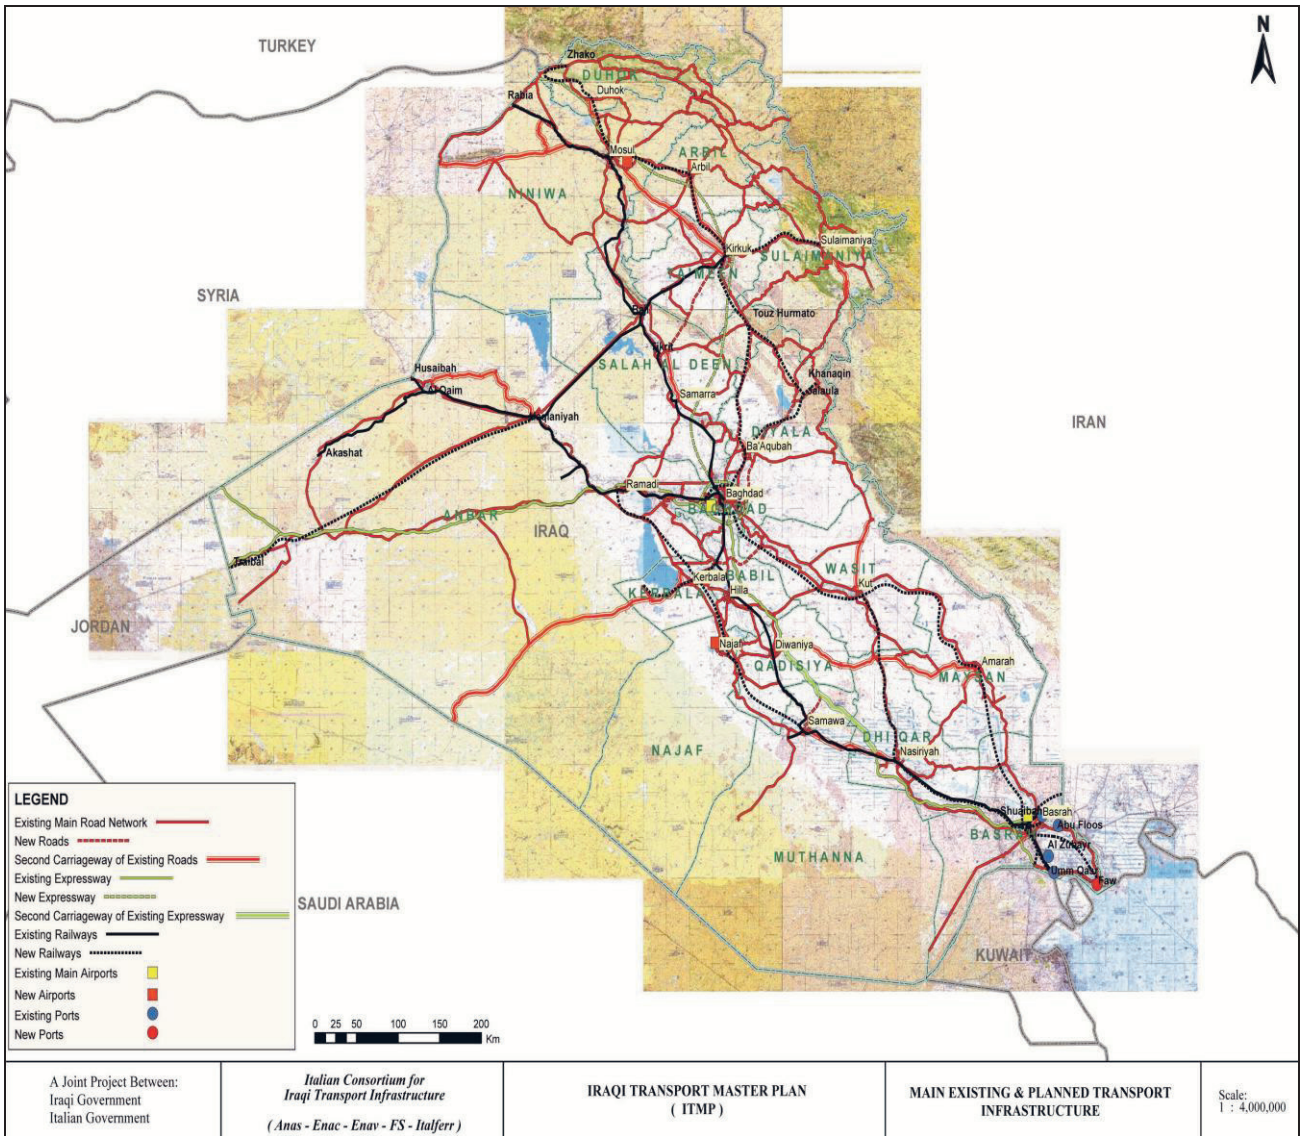 N
TURKEY
Zhako
DUHOK
Duhok
Rabia
Mosul
ARBIL
Arbil
NINIWA
Kirkuk
Sulaimaniya
SULAIMANIYA
TA'MEEN
SYRIA
Touz Hurmato
Tikrit
SALAH AL DEEN
Husaibah
Al Qaim
Khanaqin
Samarra
IRAN
DIYALA
Ba'Aqubah
Akashat
Ramadi
Baghdad
BAGHDAD
ANBAR
IRAQ
WASIT
Kerbala
BABIL
Kut
KERBALA
Hilla
JORDAN
Najaf
Diwaniya
QADISIYA
Amarah
MAYSAN
Samawa
NAJAF
DHI QAR
Nasiriyah
Shuaibah
Basrah
Abu Floos
BASRA
Al Zubayr
MUTHANNA
Umm Qasr
Faw
SAUDI ARABIA
KUWAIT
LEGEND
Existing Main Road Network
New Roads
Second Carriageway of Existing Roads
Existing Expressway
New Expressway
Second Carriageway of Existing Expressway
Existing Railways
New Railways
Existing Main Airports
New Airports
Existing Ports
New Ports
0 25 50 100 150 200
Km
A Joint Project Between:
Iraqi Government
Italian Government
Italian Consortium for
Iraqi Transport Infrastructure
( Anas - Enac - Enav - FS - Italferr )
IRAQI TRANSPORT MASTER PLAN
( ITMP )
MAIN EXISTING & PLANNED TRANSPORT
INFRASTRUCTURE
Scale:
1 : 4,000,000